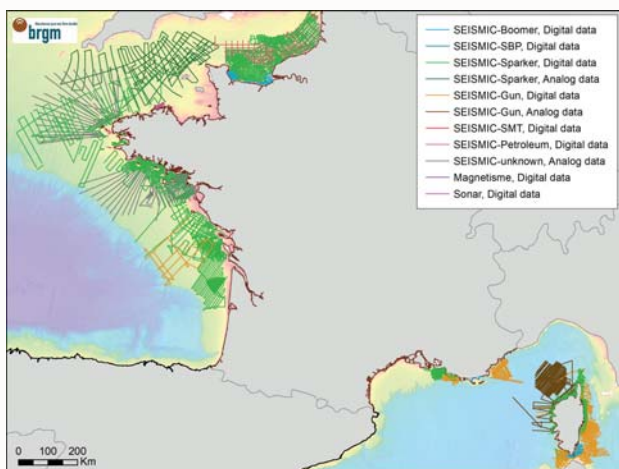 brgm
SEISMIC-Boomer, Digital data
SEISMIC-SBP, Digital data
SEISMIC-Sparker, Digital data
SEISMIC-Sparker, Analog data
SEISMIC-Gun, Digital data
SEISMIC-Gun, Analog data
SEISMIC-SMT, Digital data
SEISMIC-Petroleum, Digital data
SEISMIC-unknown, Analog data
Magnetisme, Digital data
Sonar, Digital data
0 100 200
Km